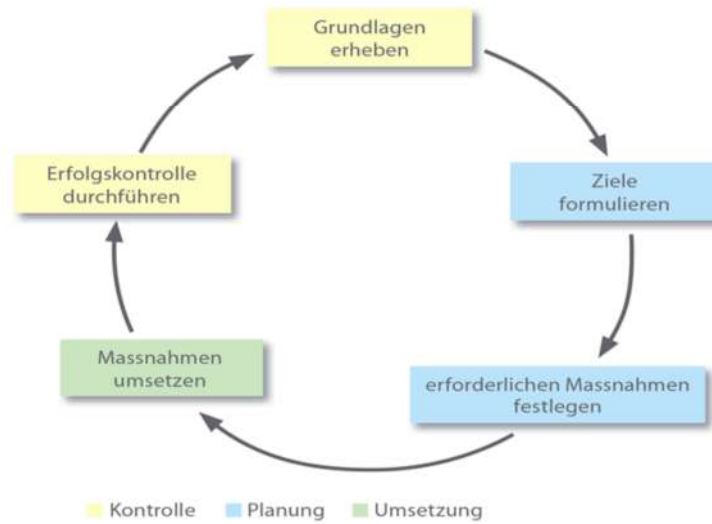 Grundlagen
erheben
Ziele
formulieren
erforderlichen Massnahmen
festlegen
Massnahmen
umsetzen
Erfolgskontrolle
durchführen
Kontrolle
Planung
Umsetzung